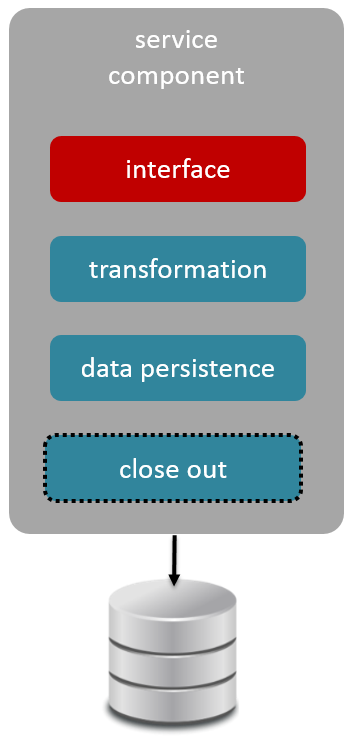 service
component
interface
transformation
data persistence
close out